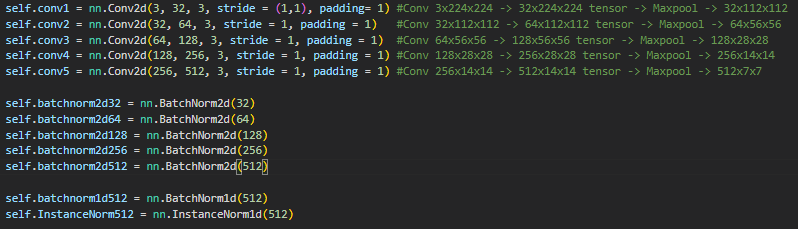 self.conv1 = nn.Conv2d(3, 32, 3, stride = (1,1), padding= 1) #Conv 3x224x224 -> 32x224x224 tensor -> Maxpool -> 32x112x112
self.conv2 = nn.Conv2d(32, 64, 3, stride = 1, padding = 1)   #Conv 32x112x112 -> 64x112x112 tensor -> Maxpool -> 64x56x56
self.conv3 = nn.Conv2d(64, 128, 3, stride = 1, padding = 1)  #Conv 64x56x56 -> 128x56x56 tensor -> Maxpool -> 128x28x28
self.conv4 = nn.Conv2d(128, 256, 3, stride = 1, padding = 1) #Conv 128x28x28 -> 256x28x28 tensor -> Maxpool -> 256x14x14
self.conv5 = nn.Conv2d(256, 512, 3, stride = 1, padding = 1) #Conv 256x14x14 -> 512x14x14 tensor -> Maxpool -> 512x7x7
self.batchnorm2d32 = nn.BatchNorm2d(32)
self.batchnorm2d64 = nn.BatchNorm2d(64)
self.batchnorm2d128 = nn.BatchNorm2d(128)
self.batchnorm2d256 = nn.BatchNorm2d(256)
self.batchnorm2d512 = nn.BatchNorm2d(512)
self.batchnorm1d512 = nn.BatchNorm1d(512)
self.InstanceNorm512 = nn.InstanceNorm1d(512)